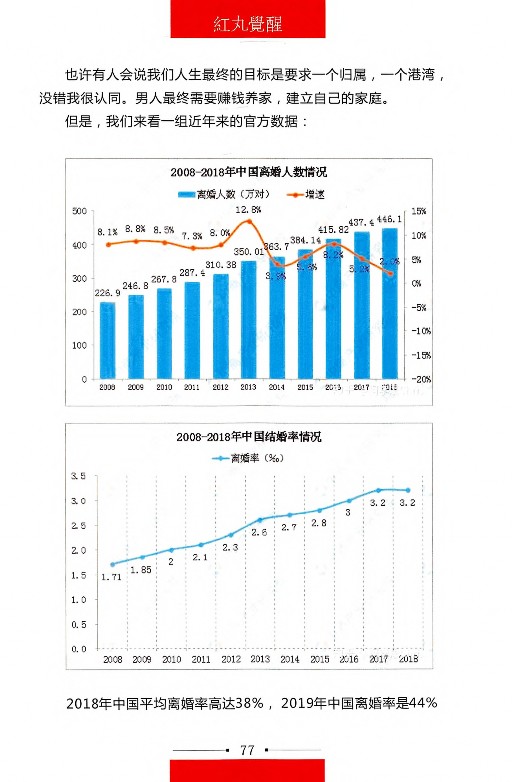 紅丸覺醒
也许有人会说我们人生最终的目标是要求一个归属，一个港湾，
没错我很认同。男人最终需要赚钱养家，建立自己的家庭。
但是，我们来看一组近年来的官方数据：
2008-2018年中国离婚人数情况
离婚人数（万对） 增速
500 400 300 200 100 0
226.9 246.8 267.8 287.4 310.38 350.01 363.7 384.14 415.82 437.4 446.1
8.1% 8.8% 8.5% 7.3% 8.0% 12.8% 3.9% 5.6% 8.2% 5.2% 2.0%
15% 10% 5% 0% -5% -10% -15% -20%
2008 2009 2010 2011 2012 2013 2014 2015 2016 2017 2018
2008-2018年中国结婚率情况
离婚率（‰）
3.5 3.0 2.5 2.0 1.5 1.0 0.5 0.0
1.71 1.85 2 2.1 2.3 2.6 2.7 2.8 3 3.2 3.2
2008 2009 2010 2011 2012 2013 2014 2015 2016 2017 2018
2018年中国平均离婚率高达38%，2019年中国离婚率是44%
77